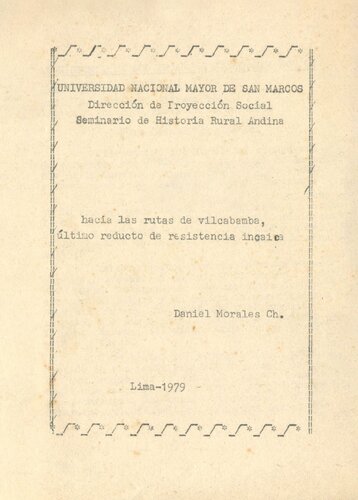 UNIVERSIDAD NACIONAL MAYOR DE SAN MARCOS
Dirección de Proyección Social
Seminario de Historia Rural Andina
hacía las rutas de vilcabamba,
último reducto de resistencia incaica
Daniel Morales Ch.
Lima-1979